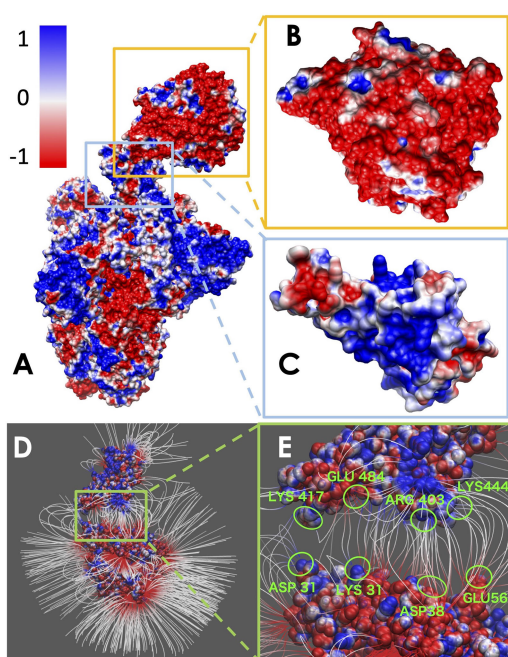 1
0
-1
A
B
C
D
E
GLU 484
LYS444
LYS 417
ARG 403
ASP 31
LYS 31
ASP38
GLU56